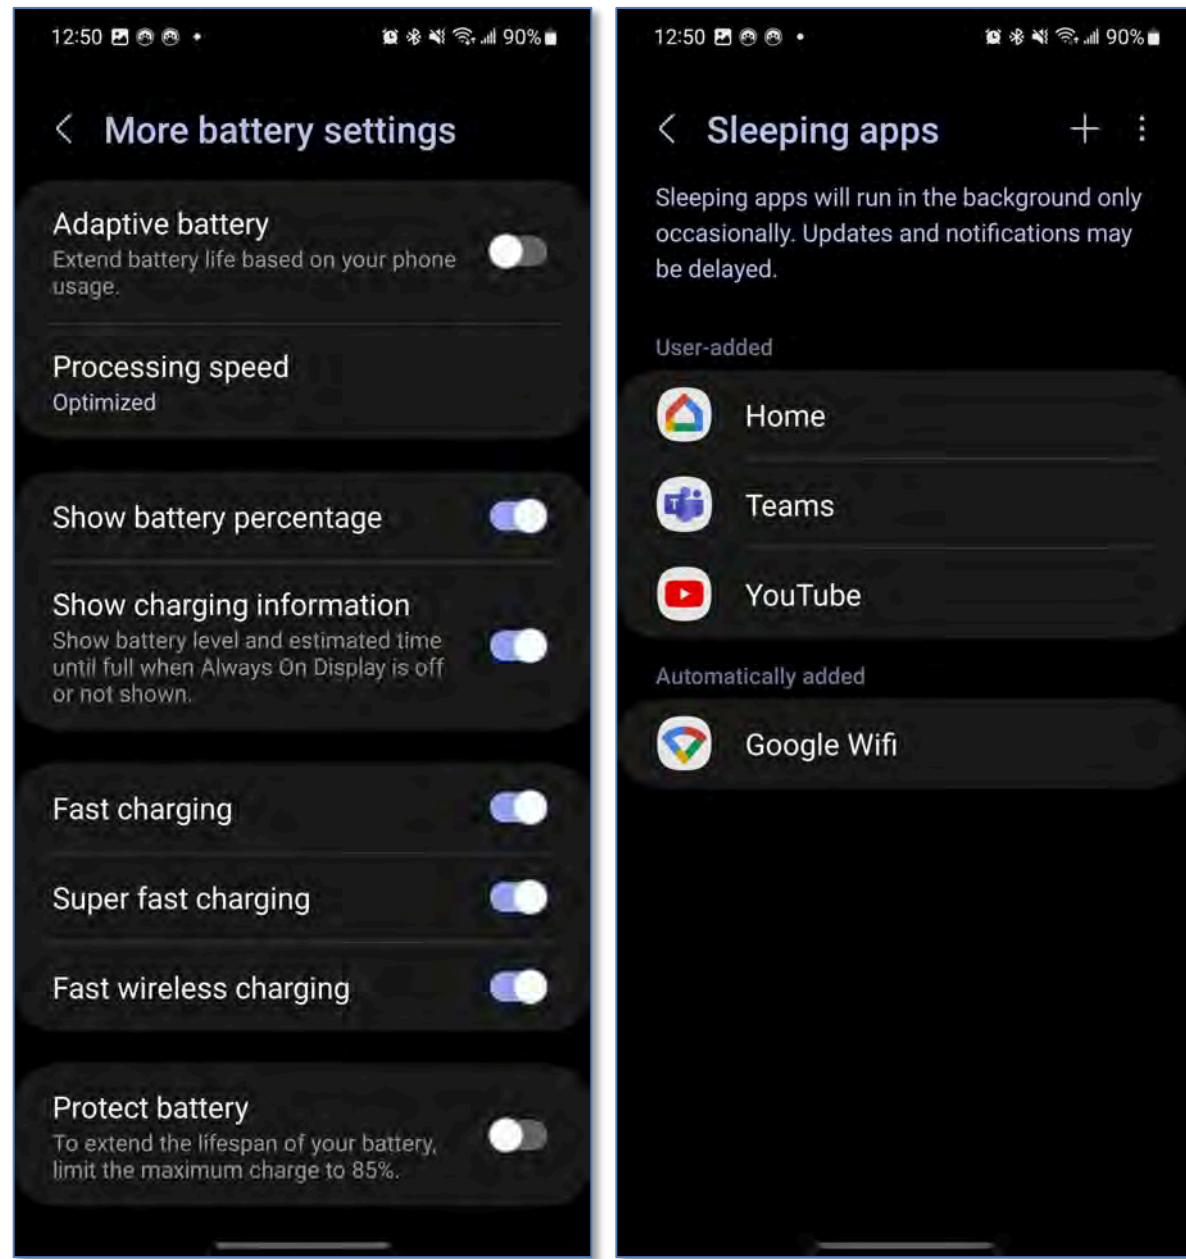 12:50
90%
More battery settings
Adaptive battery
Extend battery life based on your phone
usage.
Processing speed
Optimized
Show battery percentage
Show charging information
Show battery level and estimated time
until full when Always On Display is off
or not shown.
Fast charging
Super fast charging
Fast wireless charging
Protect battery
To extend the lifespan of your battery,
limit the maximum charge to 85%.
12:50
90%
Sleeping apps
Sleeping apps will run in the background only
occasionally. Updates and notifications may
be delayed.
User-added
Home
Teams
YouTube
Automatically added
Google Wifi